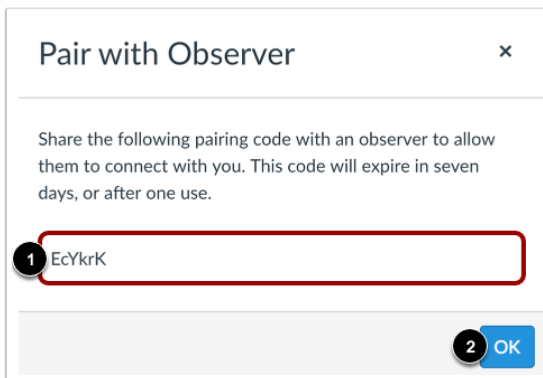 Pair with Observer ×
Share the following pairing code with an observer to allow
them to connect with you. This code will expire in seven
days, or after one use.
1 EcYkrK
2 OK